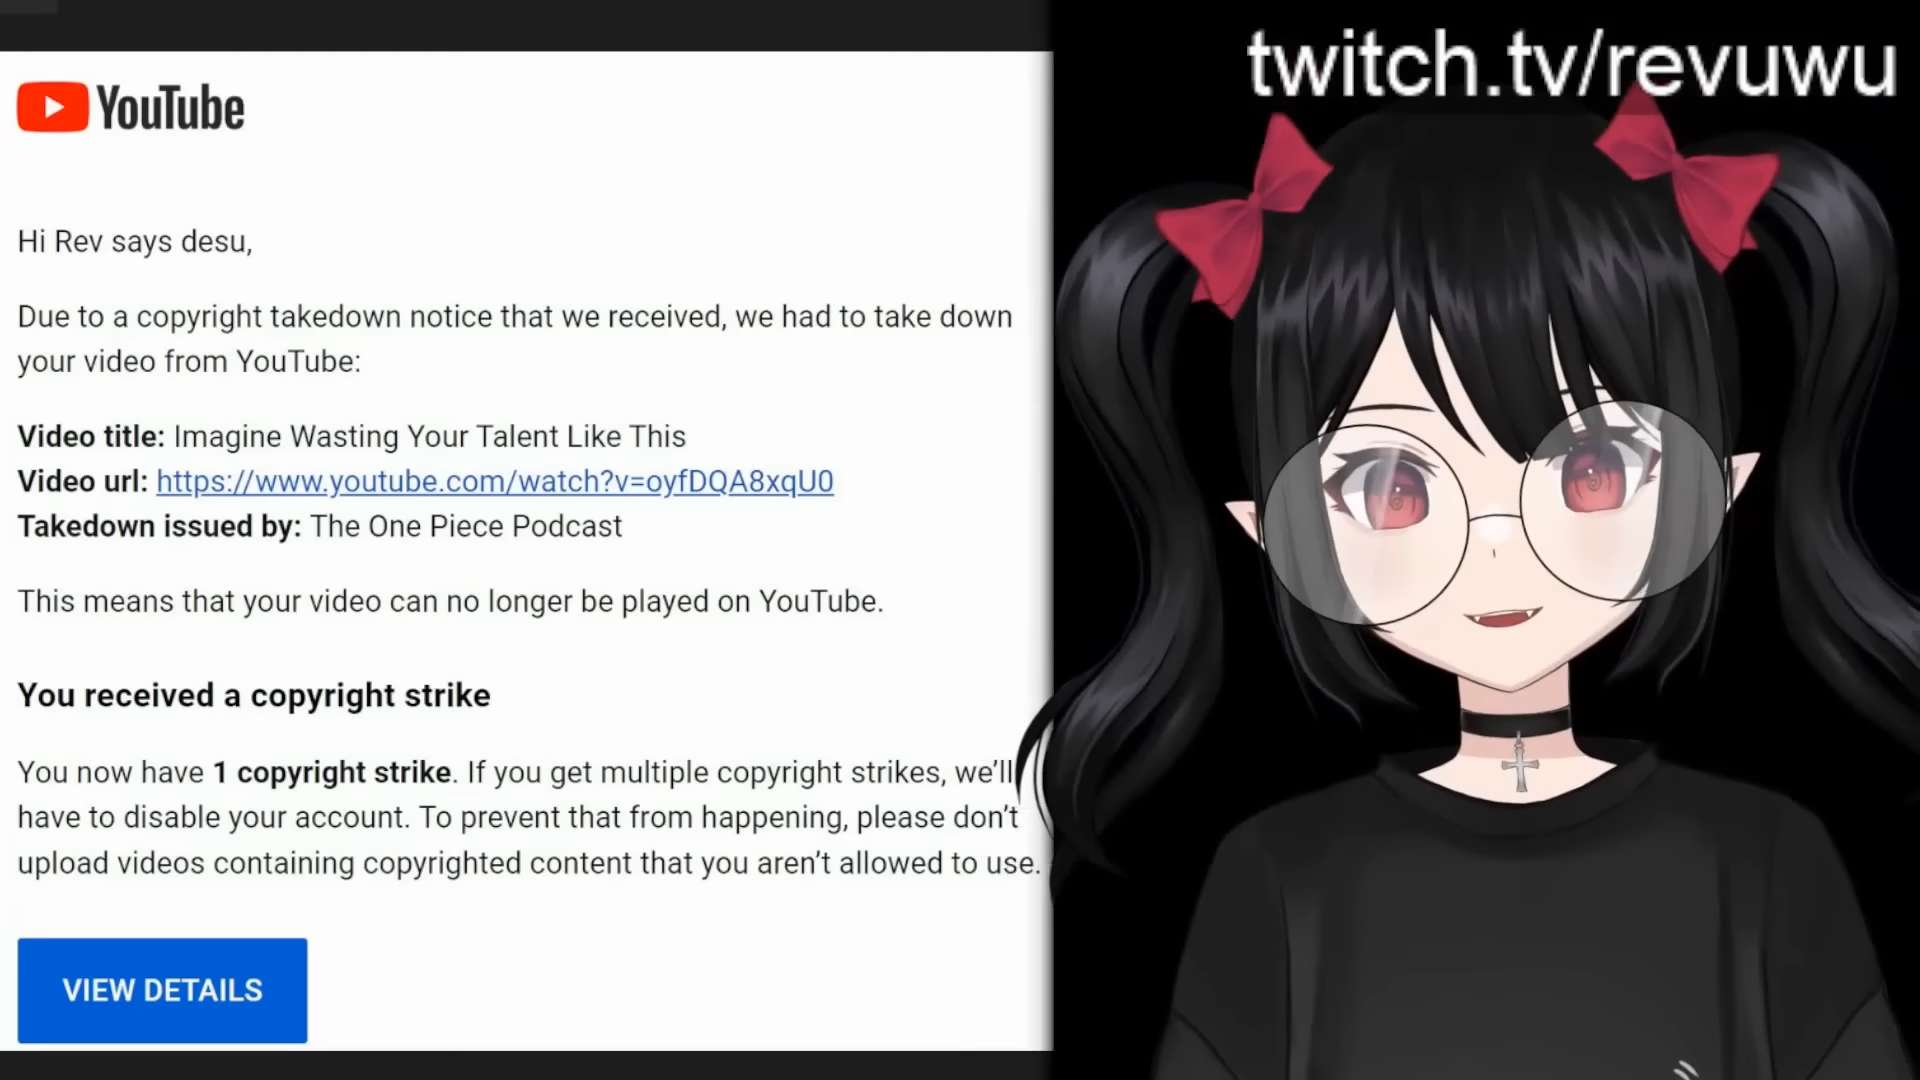 twitch.tv/revuwu
YouTube
Hi Rev says desu,
Due to a copyright takedown notice that we received, we had to take down
your video from YouTube:
Video title: Imagine Wasting Your Talent Like This
Video url: https://www.youtube.com/watch?v=oyfDQA8xqU0
Takedown issued by: The One Piece Podcast
This means that your video can no longer be played on YouTube.
You received a copyright strike
You now have 1 copyright strike. If you get multiple copyright strikes, we'll
have to disable your account. To prevent that from happening, please don't
upload videos containing copyrighted content that you aren't allowed to use.
VIEW DETAILS